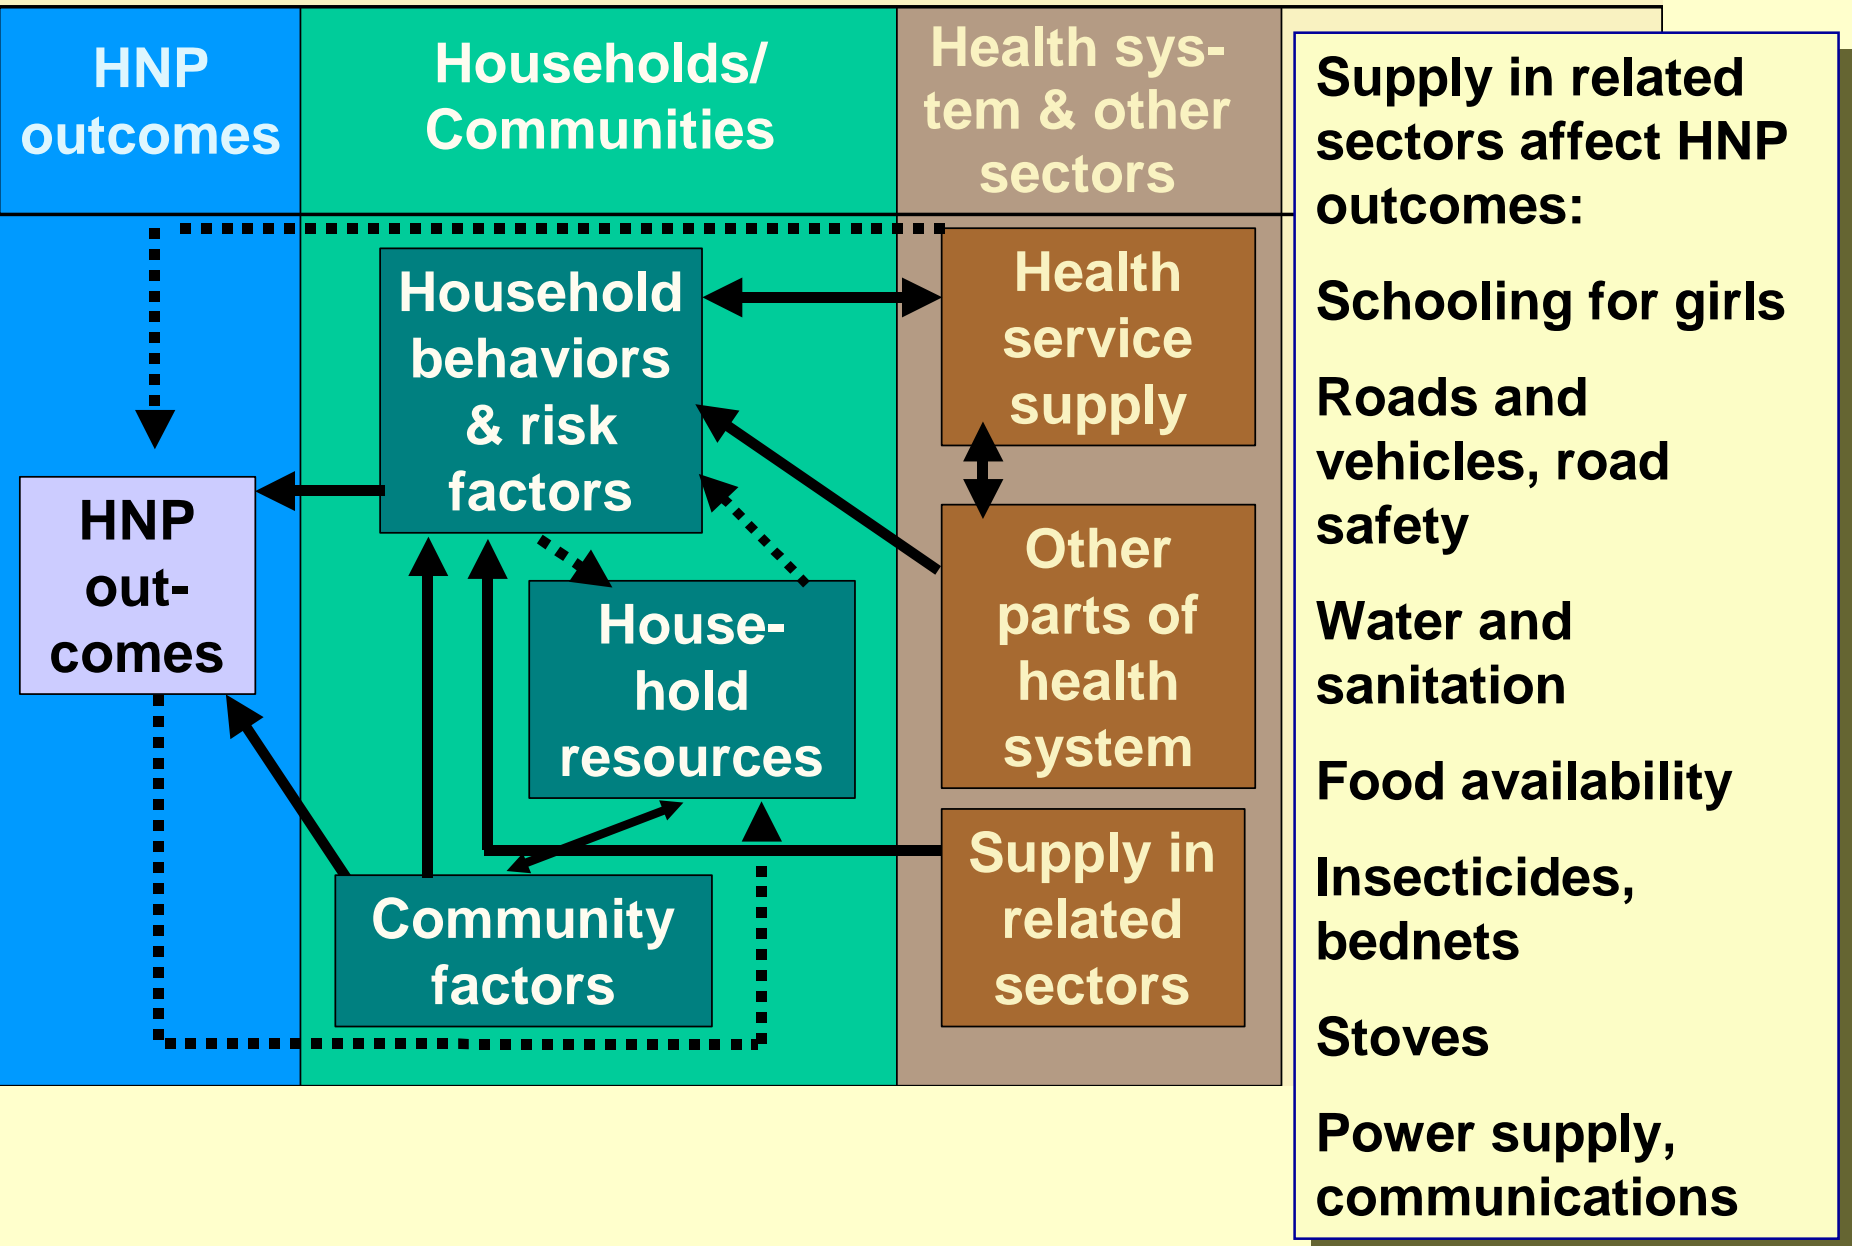 HNP
outcomes
Households/
Communities
Health sys-
tem & other
sectors
Household
behaviors
& risk
factors
Health
service
supply
HNP
out-
comes
House-
hold
resources
Other
parts of
health
system
Community
factors
Supply in
related
sectors
Supply in related
sectors affect HNP
outcomes:
Schooling for girls
Roads and
vehicles, road
safety
Water and
sanitation
Food availability
Insecticides,
bednets
Stoves
Power supply,
communications